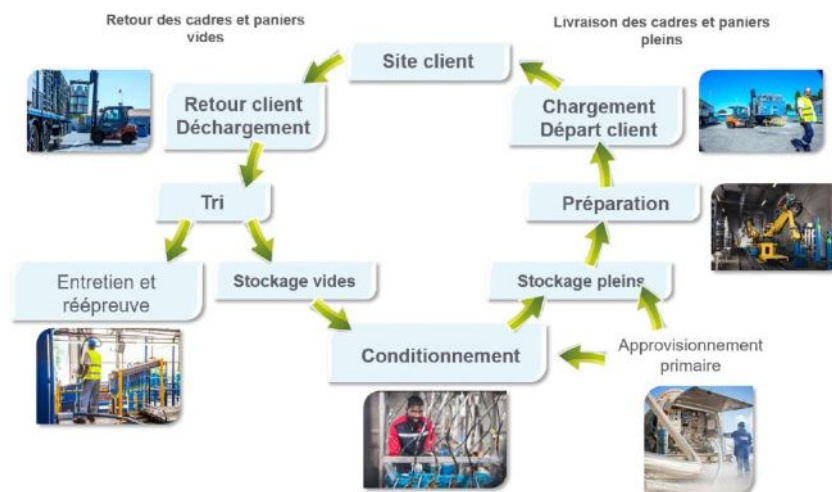 Retour des cadres et paniers
vides
Livraison des cadres et paniers
pleins
Site client
Retour client
Déchargement
Chargement
Départ client
Tri
Préparation
Entretien et
réépreuve
Stockage vides
Stockage pleins
Conditionnement
Approvisionnement
primaire